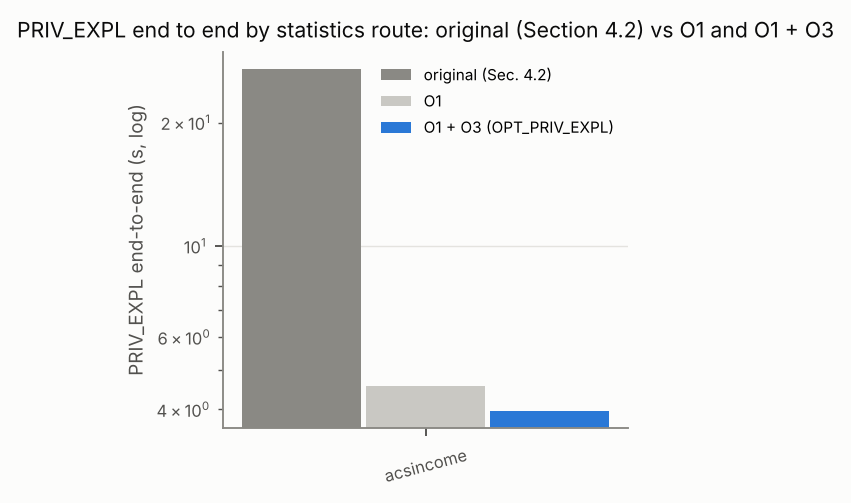 PRIV_EXPL end to end by statistics route: original (Section 4.2) vs O1 and O1 + O3
original (Sec. 4.2)
O1
O1 + O3 (OPT_PRIV_EXPL)
PRIV_EXPL end-to-end (s, log)
2 × 10¹
10¹
6 × 10⁰
4 × 10⁰
acsincome